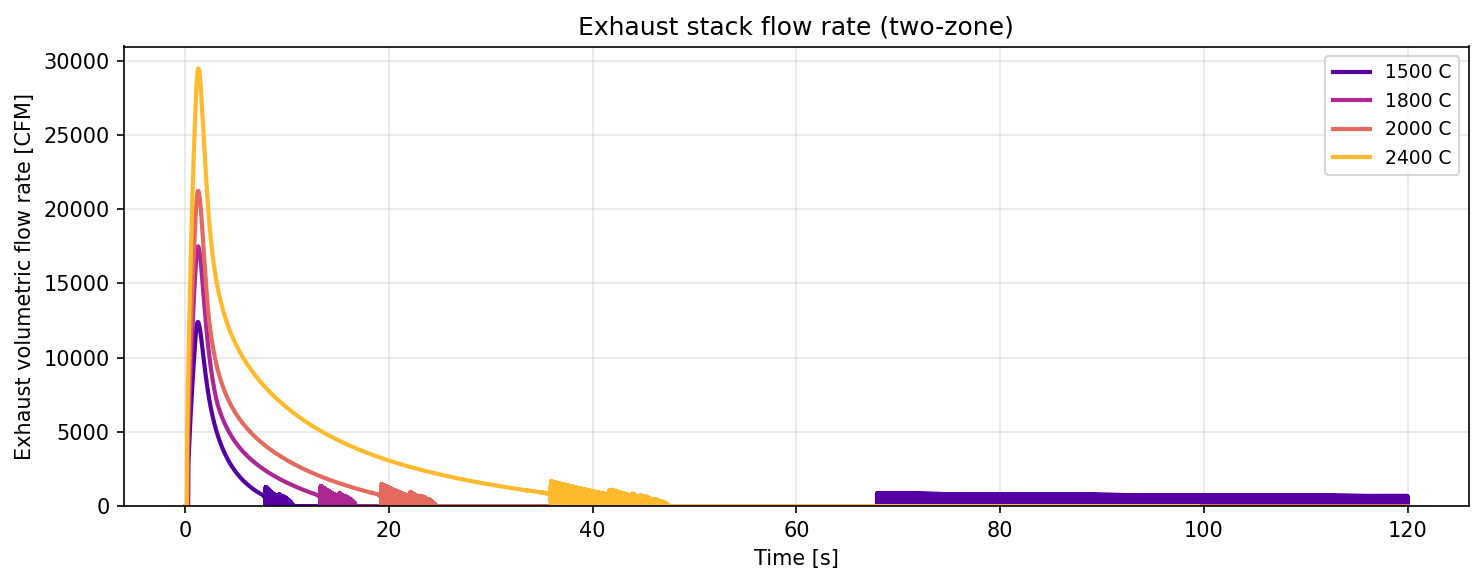 Exhaust stack flow rate (two-zone)
Exhaust volumetric flow rate [CFM]
30000
25000
20000
15000
10000
5000
0
0 20 40 60 80 100 120
Time [s]
1500 C
1800 C
2000 C
2400 C